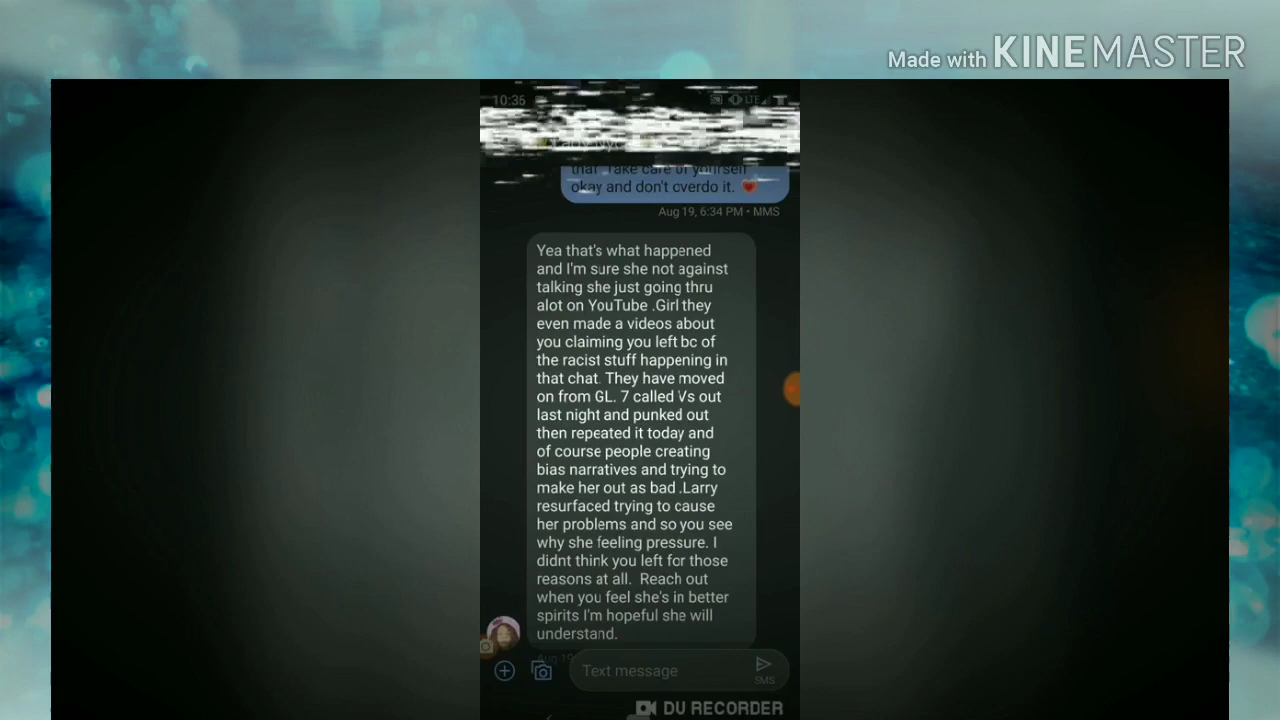 Made with KINEMASTER
10:35
LTE
that Take care of yourself
okay and don't overdo it. ❤
Aug 19, 6:34 PM • MMS
Yea that's what happened
and I'm sure she not against
talking she just going thru
alot on YouTube .Girl they
even made a videos about
you claiming you left bc of
the racist stuff happening in
that chat. They have moved
on from GL. 7 called Vs out
last night and punked out
then repeated it today and
of course people creating
bias narratives and trying to
make her out as bad .Larry
resurfaced trying to cause
her problems and so you see
why she feeling pressure. I
didnt think you left for those
reasons at all.  Reach out
when you feel she's in better
spirits I'm hopeful she will
understand.
Aug 19
Text message
SMS
DU RECORDER